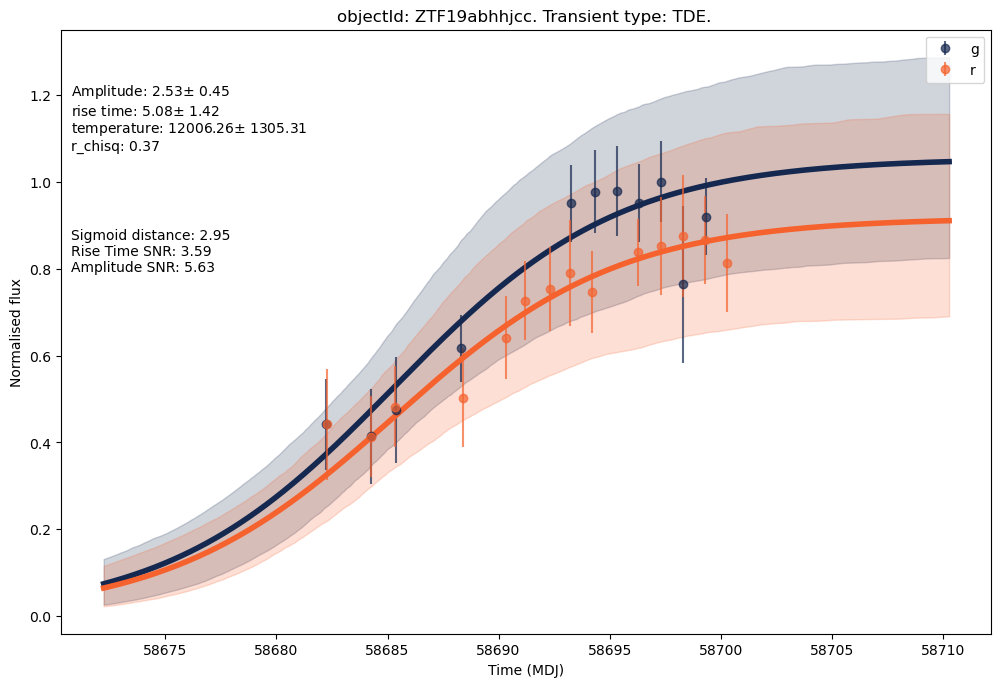 objectId: ZTF19abhhjcc. Transient type: TDE.
g
r
Amplitude: 2.53± 0.45
rise time: 5.08± 1.42
temperature: 12006.26± 1305.31
r_chisq: 0.37
Sigmoid distance: 2.95
Rise Time SNR: 3.59
Amplitude SNR: 5.63
Normalised flux
1.2
1.0
0.8
0.6
0.4
0.2
0.0
58675 58680 58685 58690 58695 58700 58705 58710
Time (MDJ)